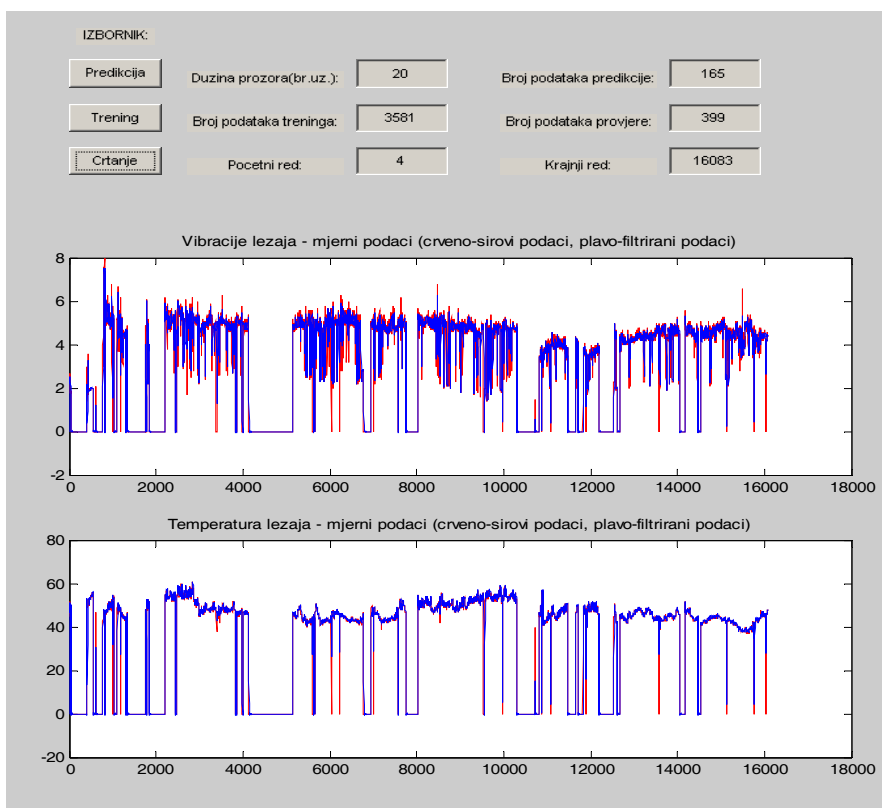 IZBORNIK:
Predikcija Duzina prozora(br.uz.): 20 Broj podataka predikcije: 165
Trening Broj podataka treninga: 3581 Broj podataka provjere: 399
Crtanje Pocetni red: 4 Krajnji red: 16083
Vibracije lezaja - mjerni podaci (crveno-sirovi podaci, plavo-filtrirani podaci)
8
6
4
2
0
-2
0 2000 4000 6000 8000 10000 12000 14000 16000 18000
Temperatura lezaja - mjerni podaci (crveno-sirovi podaci, plavo-filtrirani podaci)
80
60
40
20
0
-20
0 2000 4000 6000 8000 10000 12000 14000 16000 18000